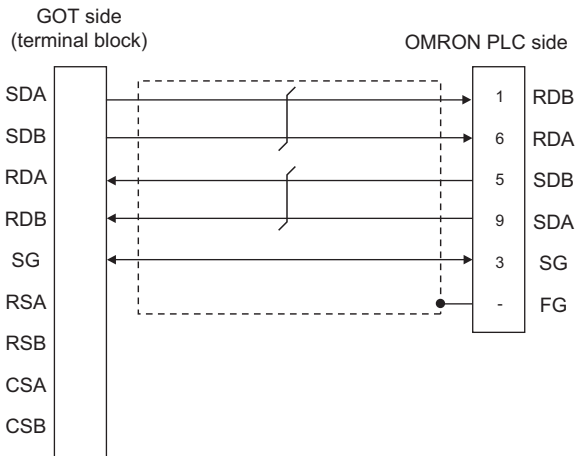 GOT side
(terminal block)
OMRON PLC side
SDA 1 RDB
SDB 6 RDA
RDA 5 SDB
RDB 9 SDA
SG 3 SG
RSA - FG
RSB
CSA
CSB